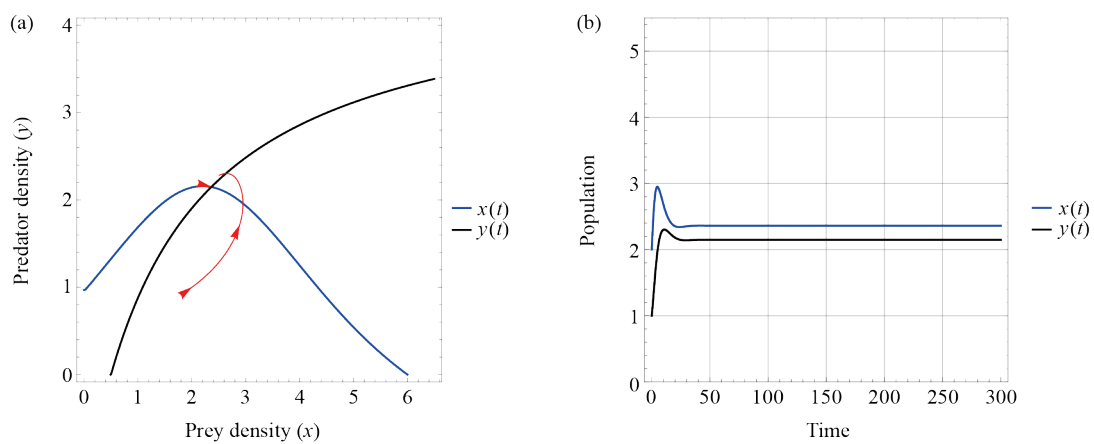 (a)
4
3
2
1
0
0 1 2 3 4 5 6
Predator density (y)
Prey density (x)
x(t)
y(t)
(b)
5
4
3
2
1
0
0 50 100 150 200 250 300
Population
Time
x(t)
y(t)